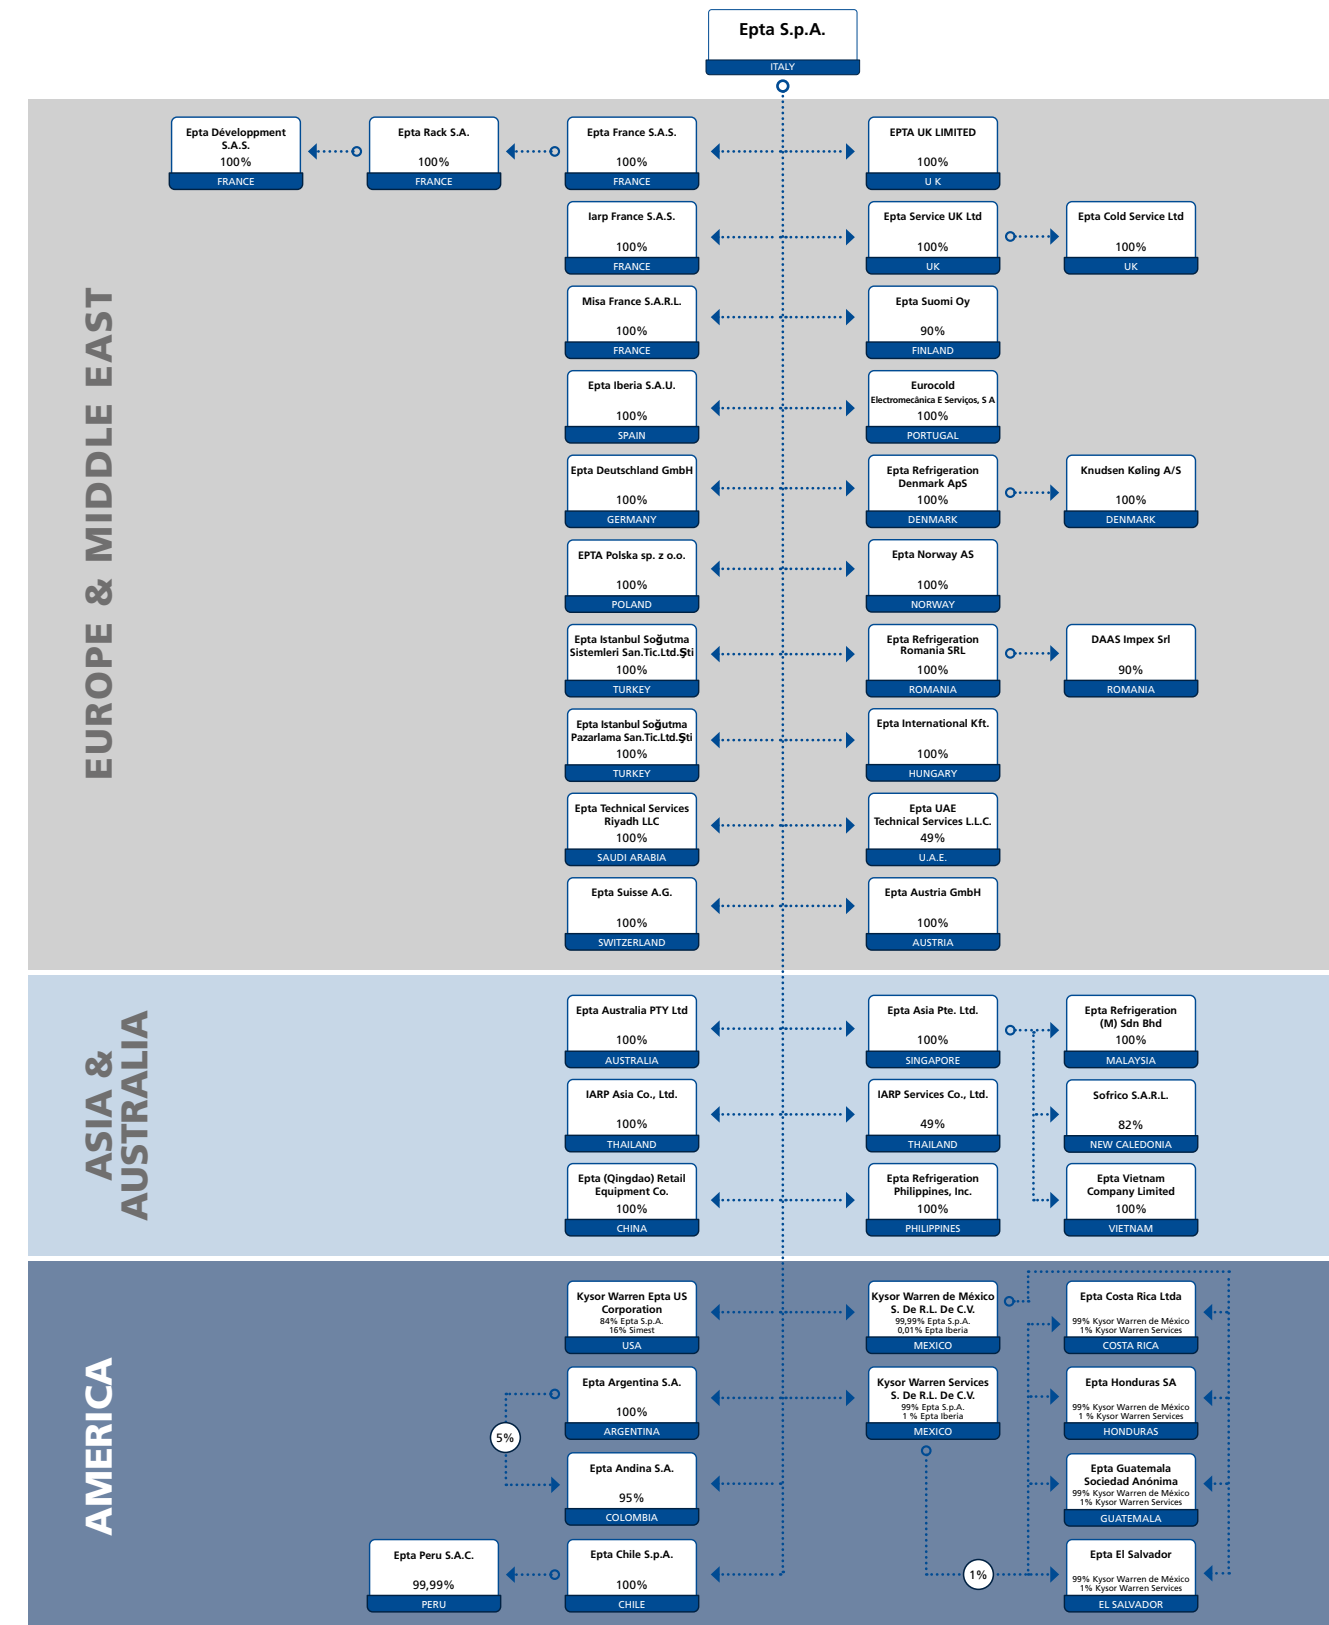 Epta S.p.A.
ITALY
EUROPE & MIDDLE EAST
Epta Développment
S.A.S.
100%
FRANCE
Epta Rack S.A.
100%
FRANCE
Epta France S.A.S.
100%
FRANCE
EPTA UK LIMITED
100%
U K
Iarp France S.A.S.
100%
FRANCE
Epta Service UK Ltd
100%
UK
Epta Cold Service Ltd
100%
UK
Misa France S.A.R.L.
100%
FRANCE
Epta Suomi Oy
90%
FINLAND
Epta Iberia S.A.U.
100%
SPAIN
Eurocold
Electromecânica E Serviços, S A
100%
PORTUGAL
Epta Deutschland GmbH
100%
GERMANY
Epta Refrigeration
Denmark ApS
100%
DENMARK
Knudsen Køling A/S
100%
DENMARK
EPTA Polska sp. z o.o.
100%
POLAND
Epta Norway AS
100%
NORWAY
Epta Istanbul Soğutma
Sistemleri San.Tic.Ltd.Şti
100%
TURKEY
Epta Refrigeration
Romania SRL
100%
ROMANIA
DAAS Impex Srl
90%
ROMANIA
Epta Istanbul Soğutma
Pazarlama San.Tic.Ltd.Şti
100%
TURKEY
Epta International Kft.
100%
HUNGARY
Epta Technical Services
Riyadh LLC
100%
SAUDI ARABIA
Epta UAE
Technical Services L.L.C.
49%
U.A.E.
Epta Suisse A.G.
100%
SWITZERLAND
Epta Austria GmbH
100%
AUSTRIA
ASIA &
AUSTRALIA
Epta Australia PTY Ltd
100%
AUSTRALIA
Epta Asia Pte. Ltd.
100%
SINGAPORE
Epta Refrigeration
(M) Sdn Bhd
100%
MALAYSIA
IARP Asia Co., Ltd.
100%
THAILAND
IARP Services Co., Ltd.
49%
THAILAND
Sofrico S.A.R.L.
82%
NEW CALEDONIA
Epta (Qingdao) Retail
Equipment Co.
100%
CHINA
Epta Refrigeration
Philippines, Inc.
100%
PHILIPPINES
Epta Vietnam
Company Limited
100%
VIETNAM
AMERICA
Kysor Warren Epta US
Corporation
84% Epta S.p.A.
16% Simest
USA
Kysor Warren de México
S. De R.L. De C.V.
99,99% Epta S.p.A.
0,01% Epta Iberia
MEXICO
Epta Costa Rica Ltda
99% Kysor Warren de México
1% Kysor Warren Services
COSTA RICA
Epta Argentina S.A.
100%
ARGENTINA
Kysor Warren Services
S. De R.L. De C.V.
99% Epta S.p.A.
1 % Epta Iberia
MEXICO
Epta Honduras SA
99% Kysor Warren de México
1 % Kysor Warren Services
HONDURAS
5%
Epta Andina S.A.
95%
COLOMBIA
Epta Guatemala
Sociedad Anónima
99% Kysor Warren de México
1% Kysor Warren Services
GUATEMALA
Epta Peru S.A.C.
99,99%
PERU
Epta Chile S.p.A.
100%
CHILE
1%
Epta El Salvador
99% Kysor Warren de México
1% Kysor Warren Services
EL SALVADOR